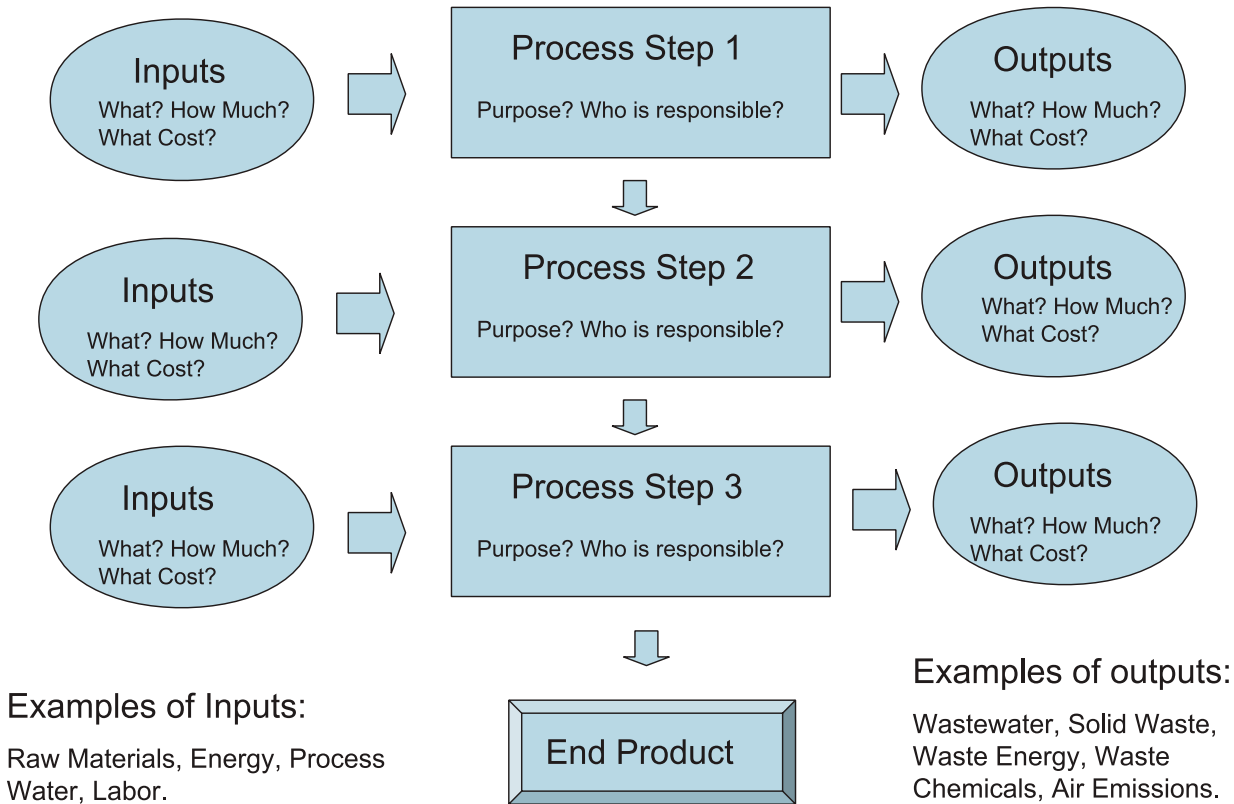 Inputs
What? How Much?
What Cost?
Process Step 1
Purpose? Who is responsible?
Outputs
What? How Much?
What Cost?
Inputs
What? How Much?
What Cost?
Process Step 2
Purpose? Who is responsible?
Outputs
What? How Much?
What Cost?
Inputs
What? How Much?
What Cost?
Process Step 3
Purpose? Who is responsible?
Outputs
What? How Much?
What Cost?
Examples of Inputs:
Raw Materials, Energy, Process
Water, Labor.
End Product
Examples of outputs:
Wastewater, Solid Waste,
Waste Energy, Waste
Chemicals, Air Emissions.